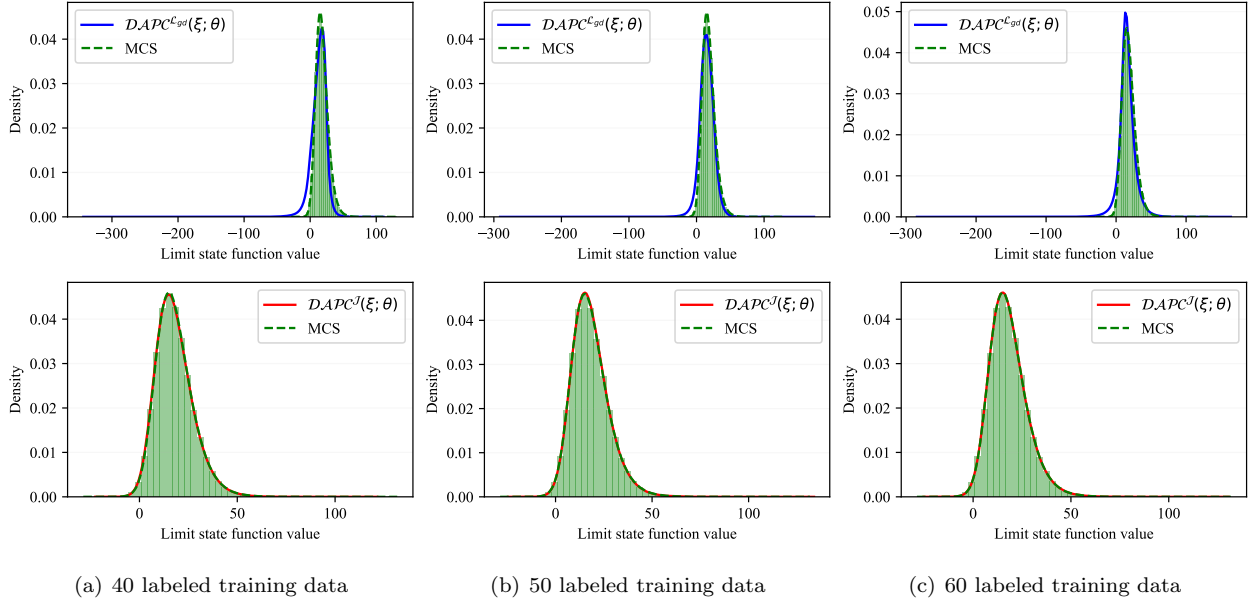 𝒟𝒜𝒫𝒞^ℒgd(ξ; θ)
MCS
Density
0.04
0.03
0.02
0.01
0.00
−300
−200
−100
0
100
Limit state function value
𝒟𝒜𝒫𝒞^ℒgd(ξ; θ)
MCS
Density
0.04
0.03
0.02
0.01
0.00
−300
−200
−100
0
100
Limit state function value
𝒟𝒜𝒫𝒞^ℒgd(ξ; θ)
MCS
Density
0.05
0.04
0.03
0.02
0.01
0.00
−300
−200
−100
0
100
Limit state function value
𝒟𝒜𝒫𝒞^𝒥(ξ; θ)
MCS
Density
0.04
0.03
0.02
0.01
0.00
0
50
100
Limit state function value
𝒟𝒜𝒫𝒞^𝒥(ξ; θ)
MCS
Density
0.04
0.03
0.02
0.01
0.00
0
50
100
Limit state function value
𝒟𝒜𝒫𝒞^𝒥(ξ; θ)
MCS
Density
0.04
0.03
0.02
0.01
0.00
0
50
100
Limit state function value
(a) 40 labeled training data
(b) 50 labeled training data
(c) 60 labeled training data